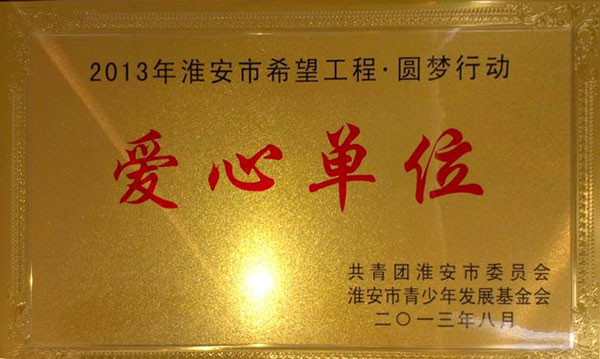 2013年淮安市希望工程·圆梦行动
爱心单位
共青团淮安市委员会
淮安市青少年发展基金会
二〇一三年八月